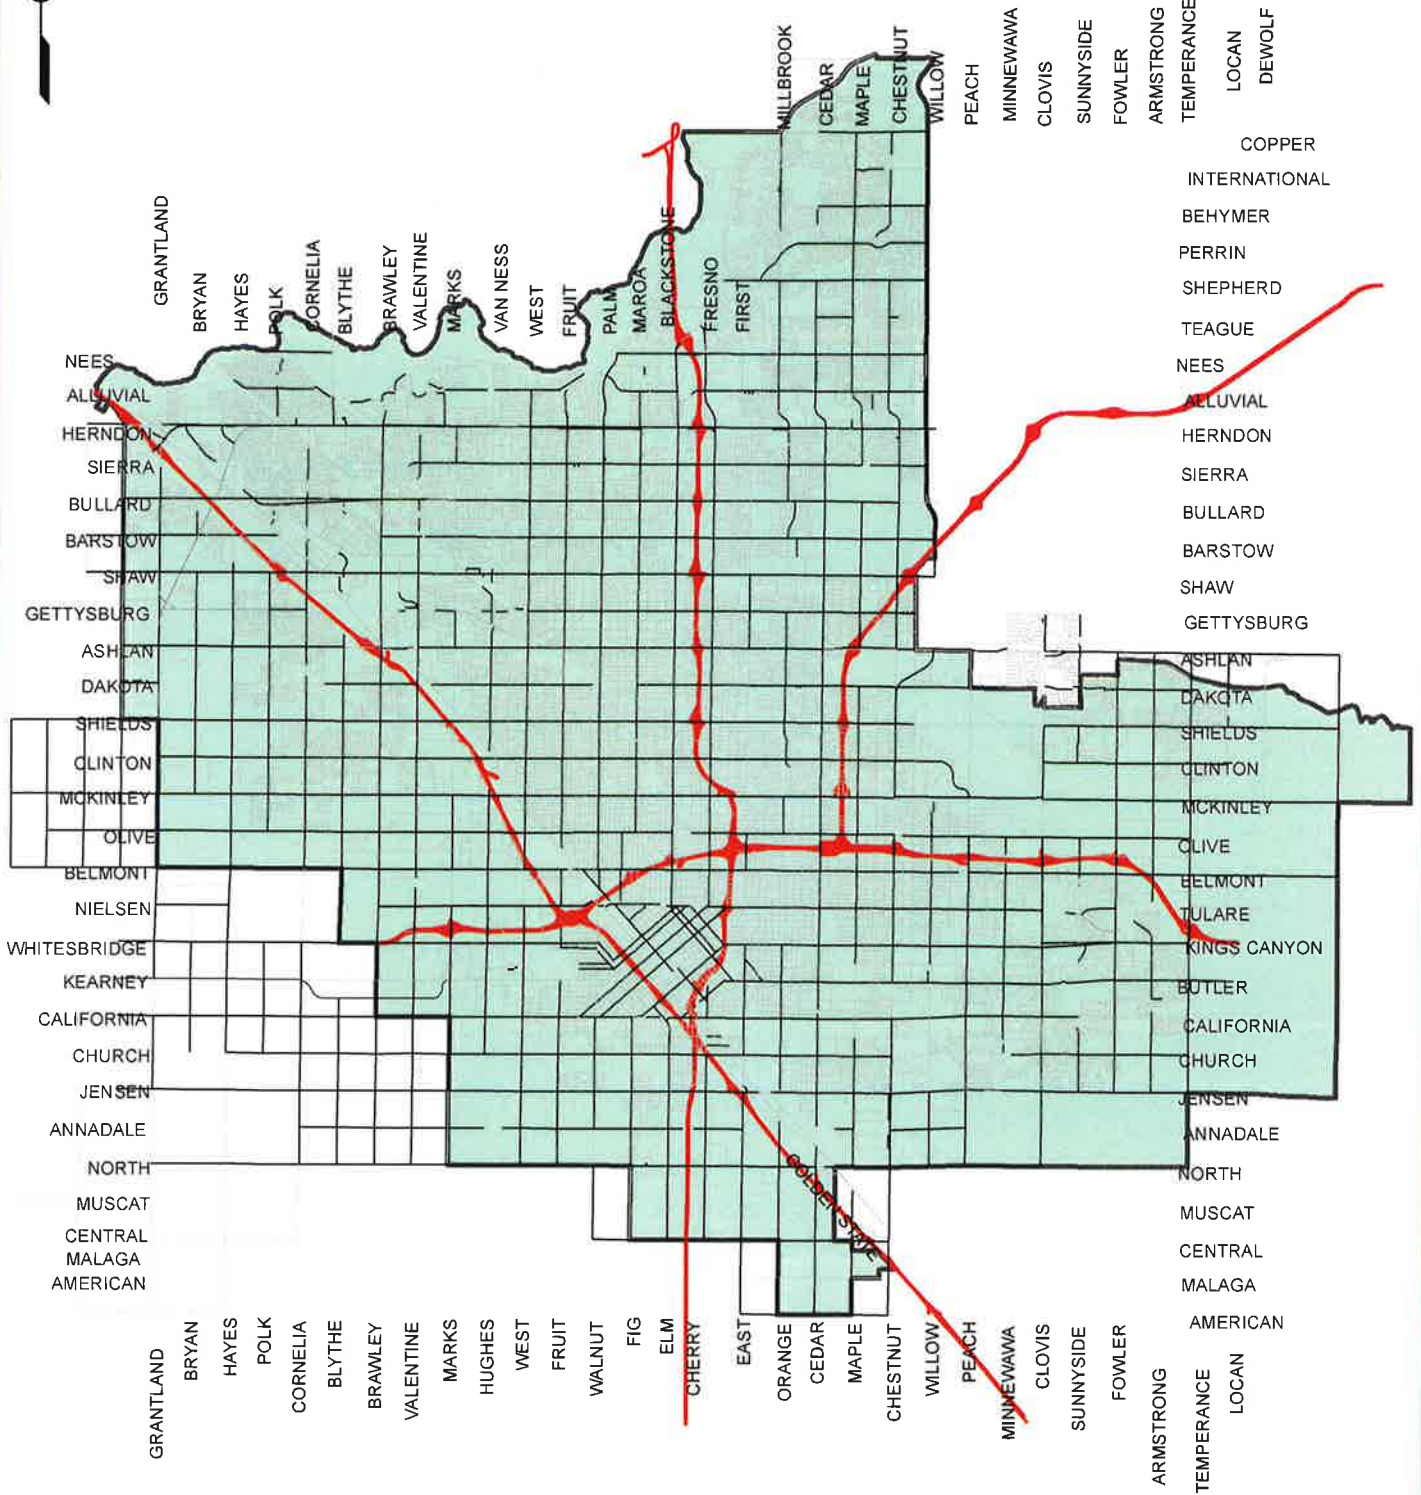 MILLBROOK
CEDAR
MAPLE
CHESTNUT
WILLOW
PEACH
MINNEWAWA
CLOVIS
SUNNYSIDE
FOWLER
ARMSTRONG
TEMPERANCE
LOCAN
DEWOLF
COPPER
INTERNATIONAL
BEHYMER
PERRIN
SHEPHERD
TEAGUE
NEES
ALLUVIAL
HERNDON
SIERRA
BULLARD
BARSTOW
SHAW
GETTYSBURG
ASHLAN
DAKOTA
SHIELDS
CLINTON
MCKINLEY
OLIVE
BELMONT
TULARE
KINGS CANYON
BUTLER
CALIFORNIA
CHURCH
JENSEN
ANNADALE
NORTH
MUSCAT
CENTRAL
MALAGA
AMERICAN
GRANTLAND
BRYAN
HAYES
POLK
CORNELIA
BLYTHE
BRAWLEY
VALENTINE
MARKS
VAN NESS
WEST
FRUIT
PALM
MAROA
BLACKSTONE
FRESNO
FIRST
NEES
ALLUVIAL
HERNDON
SIERRA
BULLARD
BARSTOW
SHAW
GETTYSBURG
ASHLAN
DAKOTA
SHIELDS
CLINTON
MCKINLEY
OLIVE
BELMONT
NIELSEN
WHITESBRIDGE
KEARNEY
CALIFORNIA
CHURCH
JENSEN
ANNADALE
NORTH
MUSCAT
CENTRAL
MALAGA
AMERICAN
GOLDEN STATE
GRANTLAND
BRYAN
HAYES
POLK
CORNELIA
BLYTHE
BRAWLEY
VALENTINE
MARKS
HUGHES
WEST
FRUIT
WALNUT
FIG
ELM
CHERRY
EAST
ORANGE
CEDAR
MAPLE
CHESTNUT
WILLOW
PEACH
MINNEWAWA
CLOVIS
SUNNYSIDE
FOWLER
ARMSTRONG
TEMPERANCE
LOCAN